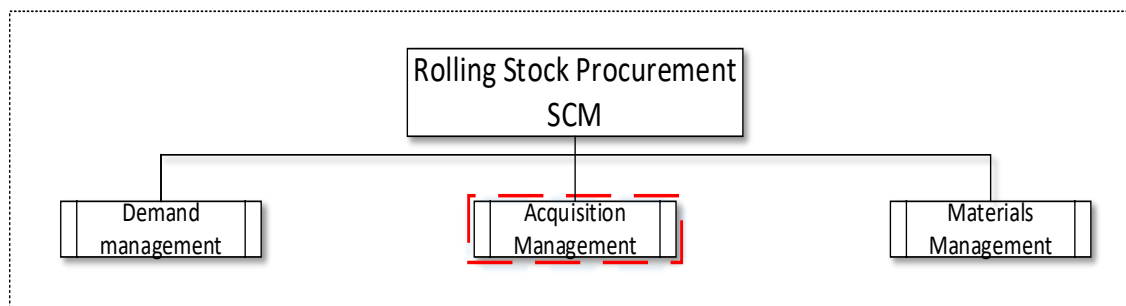 Rolling Stock Procurement
SCM
Demand
management
Acquisition
Management
Materials
Management